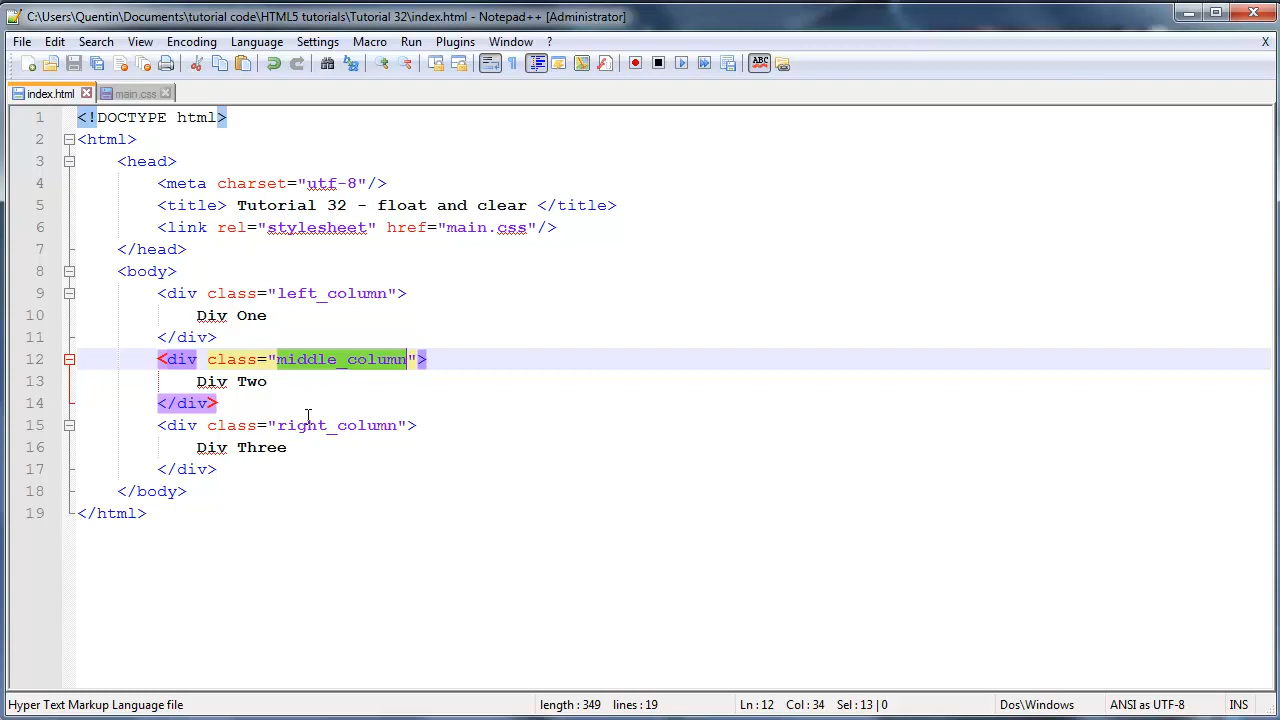 C:\Users\Quentin\Documents\tutorial code\HTML5 tutorials\Tutorial 32\index.html - Notepad++ [Administrator]
File Edit Search View Encoding Language Settings Macro Run Plugins Window ? X
ABC
index.html main.css
1 <!DOCTYPE html>
2 <html>
3 <head>
4 <meta charset="utf-8"/>
5 <title> Tutorial 32 - float and clear </title>
6 <link rel="stylesheet" href="main.css"/>
7 </head>
8 <body>
9 <div class="left_column">
10 Div One
11 </div>
12 <div class="middle_column">
13 Div Two
14 </div>
15 <div class="right_column">
16 Div Three
17 </div>
18 </body>
19 </html>
Hyper Text Markup Language file length : 349 lines : 19 Ln : 12 Col : 34 Sel : 13 | 0 Dos\Windows ANSI as UTF-8 INS